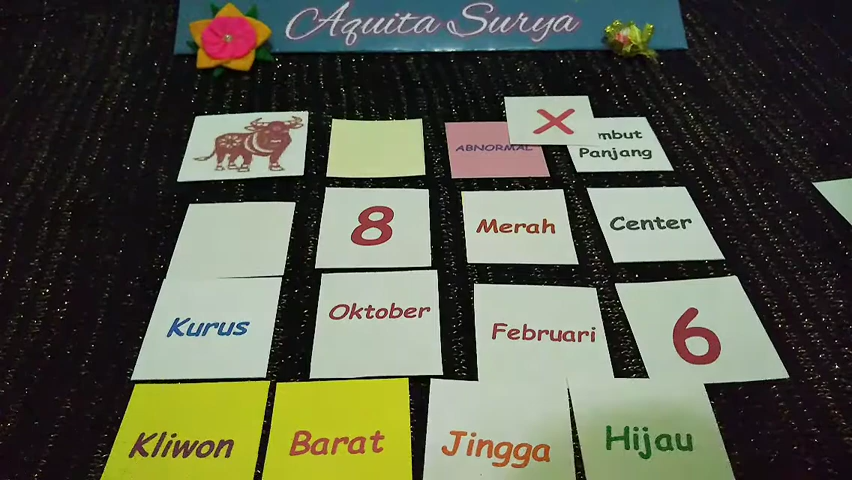 Aquita Surya
ABNORMAL
X
mbut
Panjang
8
Merah
Center
Kurus
Oktober
Februari
6
Kliwon
Barat
Jingga
Hijau